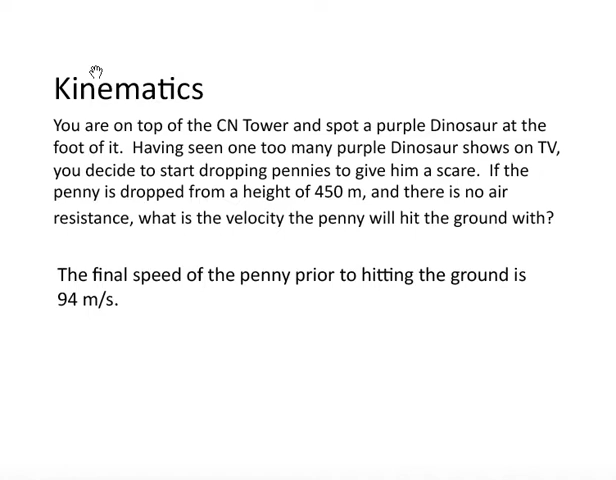 Kinematics
You are on top of the CN Tower and spot a purple Dinosaur at the
foot of it.  Having seen one too many purple Dinosaur shows on TV,
you decide to start dropping pennies to give him a scare.  If the
penny is dropped from a height of 450 m, and there is no air
resistance, what is the velocity the penny will hit the ground with?
The final speed of the penny prior to hitting the ground is
94 m/s.